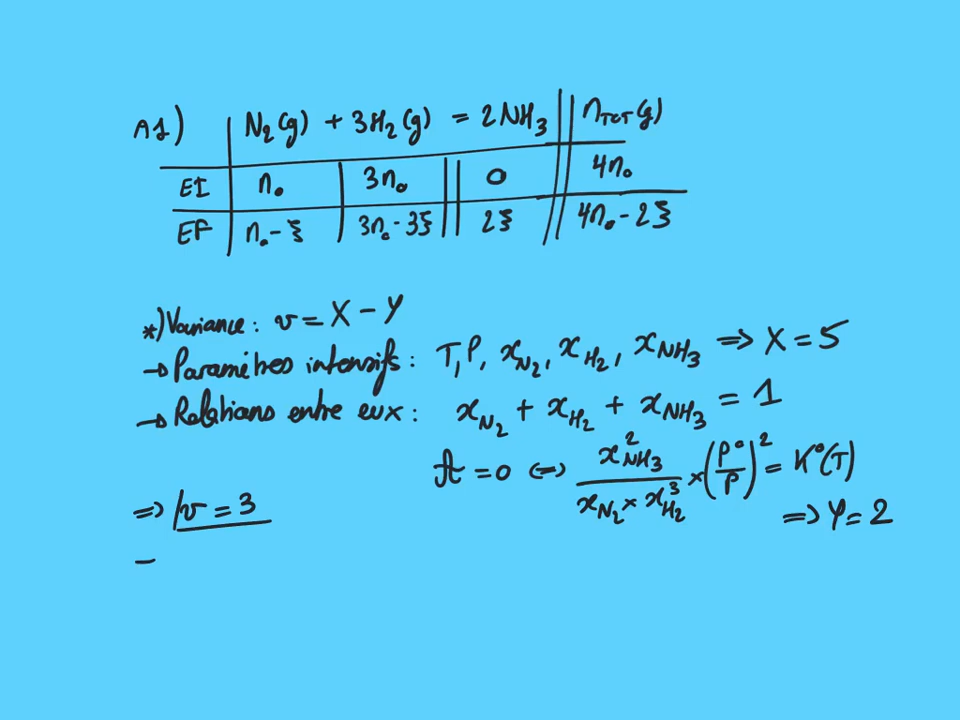 A1) N₂(g) + 3H₂(g) = 2NH₃ n_TOT(g)
EI n₀ 3n₀ 0 4n₀
EF n₀-ξ 3n₀-3ξ 2ξ 4n₀-2ξ
*) Variance : v = X - Y
→ Paramètres intensifs : T, P, x_N₂, x_H₂, x_NH₃ ⇒ X = 5
→ Relations entre eux : x_N₂ + x_H₂ + x_NH₃ = 1
A = 0 ⇔ x²_NH₃ / (x_N₂ × x³_H₂) × (P°/P)² = K°(T)
⇒ Y = 2
⇒ v = 3
–